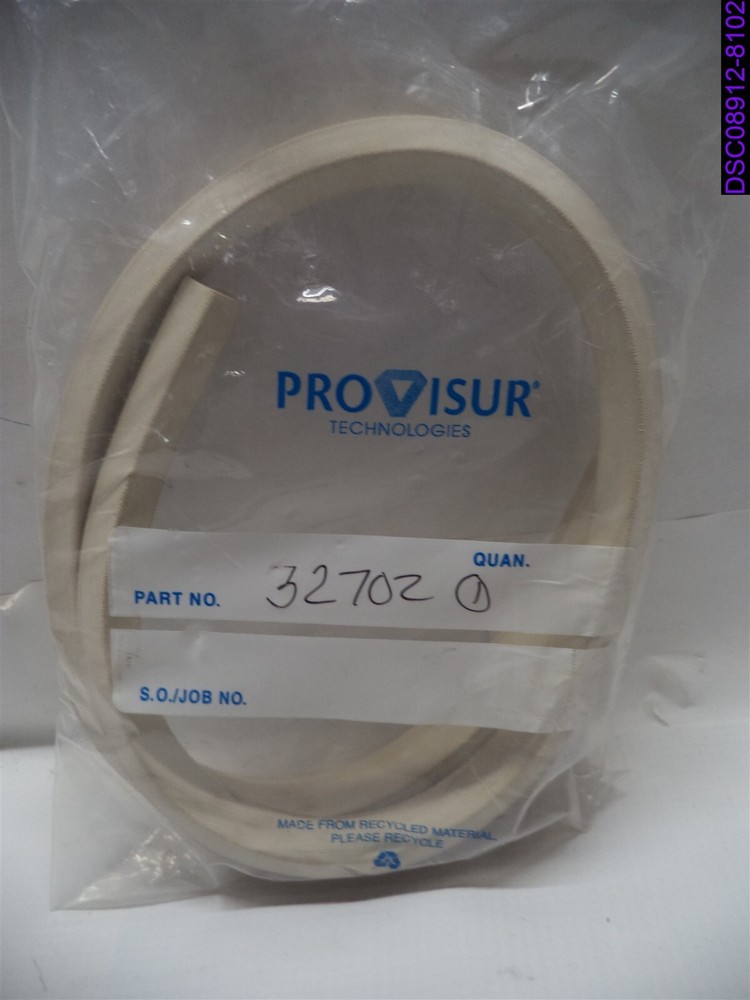 DSC08912-8102
PROVISUR®
TECHNOLOGIES
QUAN.
PART NO. 32702 1
S.O./JOB NO.
MADE FROM RECYCLED MATERIAL
PLEASE RECYCLE